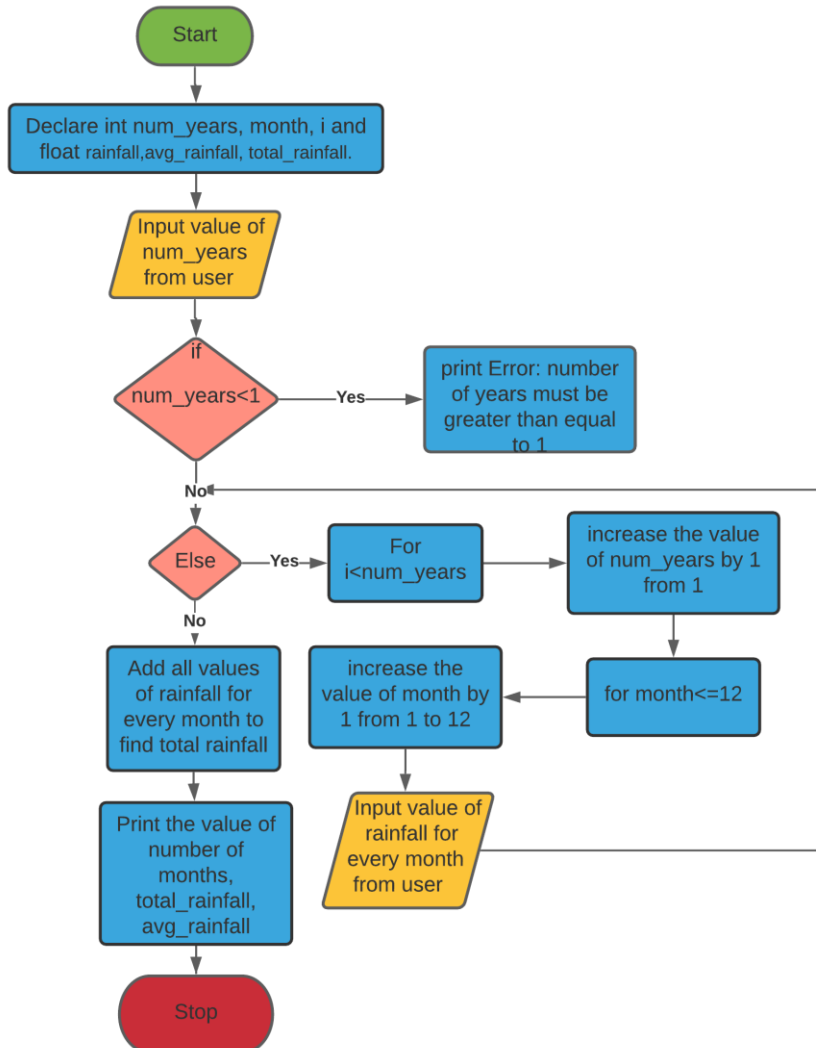 Start
Declare int num_years, month, i and
float rainfall,avg_rainfall, total_rainfall.
Input value of
num_years
from user
if
num_years<1
Yes
print Error: number
of years must be
greater than equal
to 1
No
Else
Yes
For
i<num_years
increase the value
of num_years by 1
from 1
No
Add all values
of rainfall for
every month to
find total rainfall
increase the
value of month by
1 from 1 to 12
for month<=12
Input value of
rainfall for
every month
from user
Print the value of
number of
months,
total_rainfall,
avg_rainfall
Stop